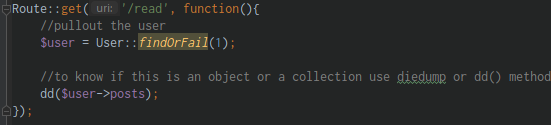 Route::get( uri: '/read', function(){
//pullout the user
$user = User::findOrFail(1);
//to know if this is an object or a collection use diedump or dd() method
dd($user->posts);
});